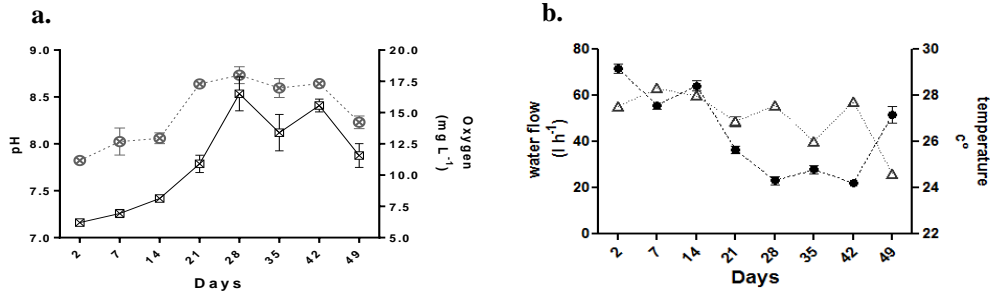 a.
9.0
8.5
8.0
7.5
7.0
pH
20.0
17.5
15.0
12.5
10.0
7.5
5.0
Oxygen
(mg L-1)
2 7 14 21 28 35 42 49
Days
b.
80
60
40
20
0
water flow
(l h-1)
30
28
26
24
22
temperature
cº
2 7 14 21 28 35 42 49
Days